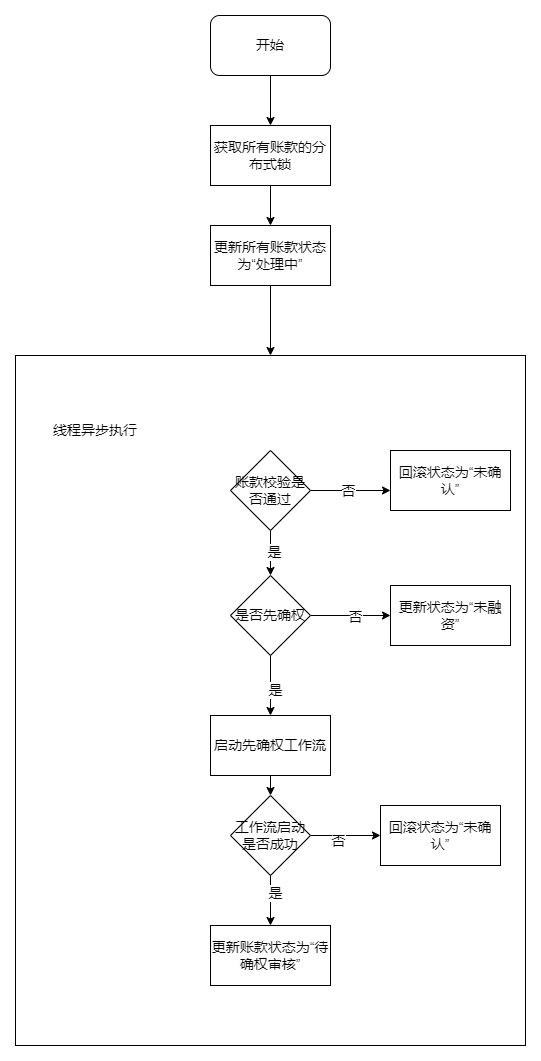 开始
获取所有账款的分
布式锁
更新所有账款状态
为“处理中”
线程异步执行
账款校验是
否通过
否
回滚状态为“未确
认”
是
是否先确权
否
更新状态为“未融
资”
是
启动先确权工作流
工作流启动
是否成功
否
回滚状态为“未确
认”
是
更新账款状态为“待
确权审核”